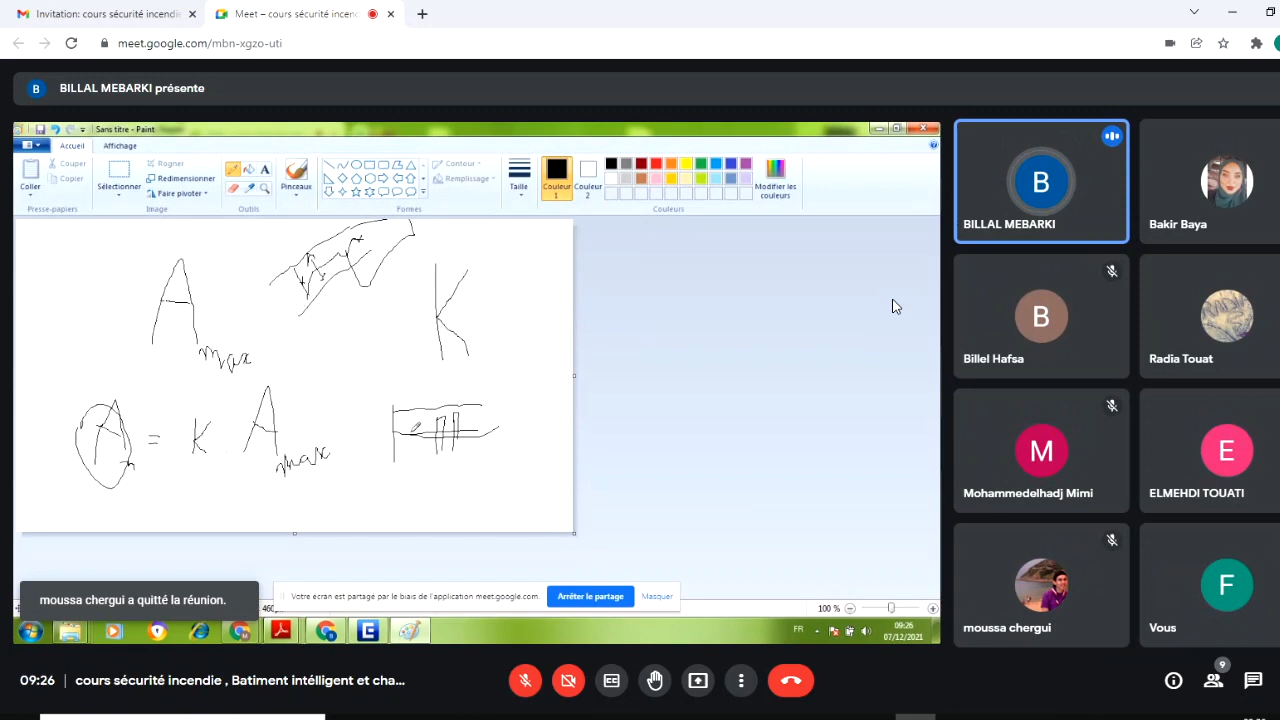 Invitation: cours sécurité incendie
Meet – cours sécurité incend
meet.google.com/mbn-xgzo-uti
B BILLAL MEBARKI présente
Sans titre - Paint
Accueil Affichage
Coller
Couper
Copier
Presse-papiers
Sélectionner
Rogner
Redimensionner
Faire pivoter
Image
A
Outils
Pinceaux
Formes
Contour
Remplissage
Taille
Couleur
1
Couleur
2
Modifier les
couleurs
Couleurs
A max K
A = K A max
moussa chergui a quitté la réunion.
Votre écran est partagé par le biais de l'application meet.google.com.
Arrêter le partage
Masquer
100 %
FR
09:26
07/12/2021
B
BILLAL MEBARKI
Bakir Baya
B
Billel Hafsa
Radia Touat
M
Mohammedelhadj Mimi
E
ELMEHDI TOUATI
moussa chergui
F
Vous
09:26 | cours sécurité incendie , Batiment intélligent et cha...
9